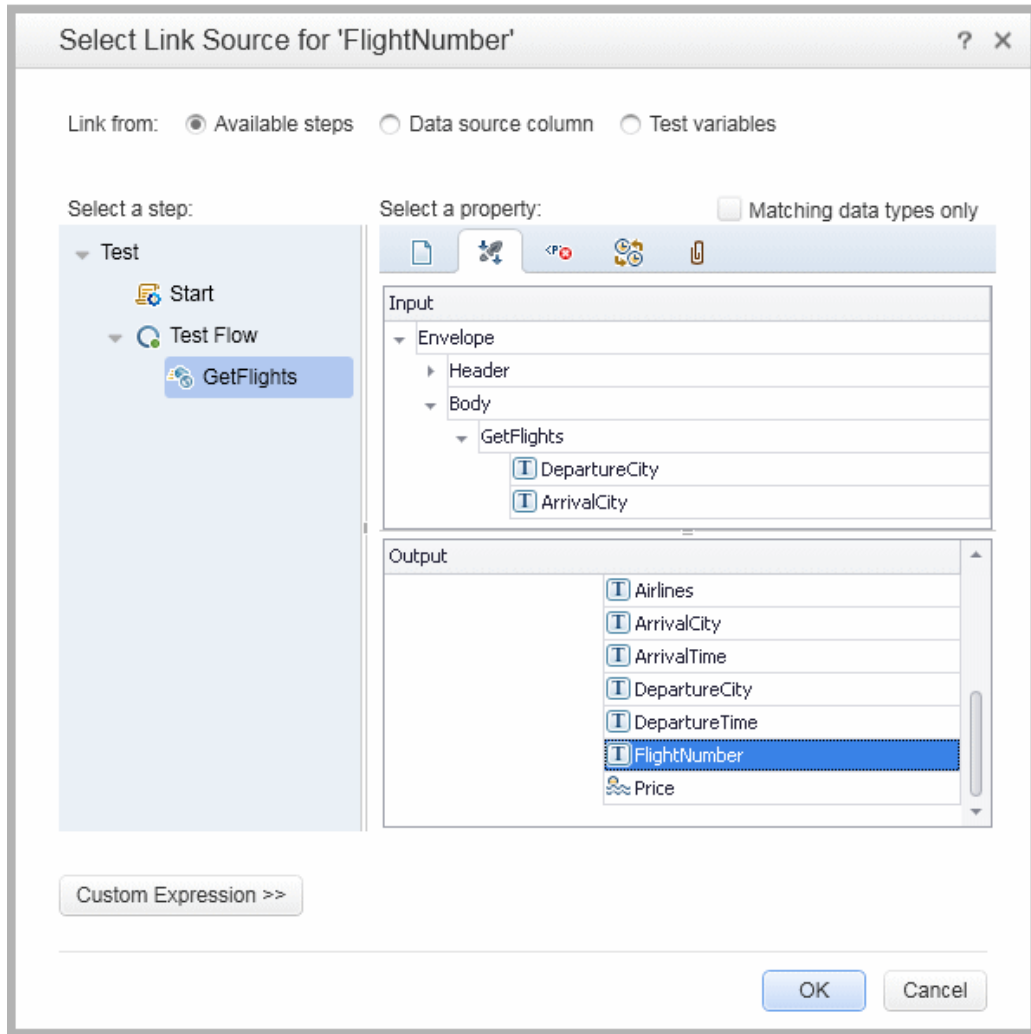 Select Link Source for 'FlightNumber' ? ×
Link from: Available steps Data source column Test variables
Select a step: Select a property: Matching data types only
Test
Start
Test Flow
GetFlights
<P>
Input
Envelope
Header
Body
GetFlights
T DepartureCity
T ArrivalCity
Output
T Airlines
T ArrivalCity
T ArrivalTime
T DepartureCity
T DepartureTime
T FlightNumber
Price
Custom Expression >>
OK Cancel